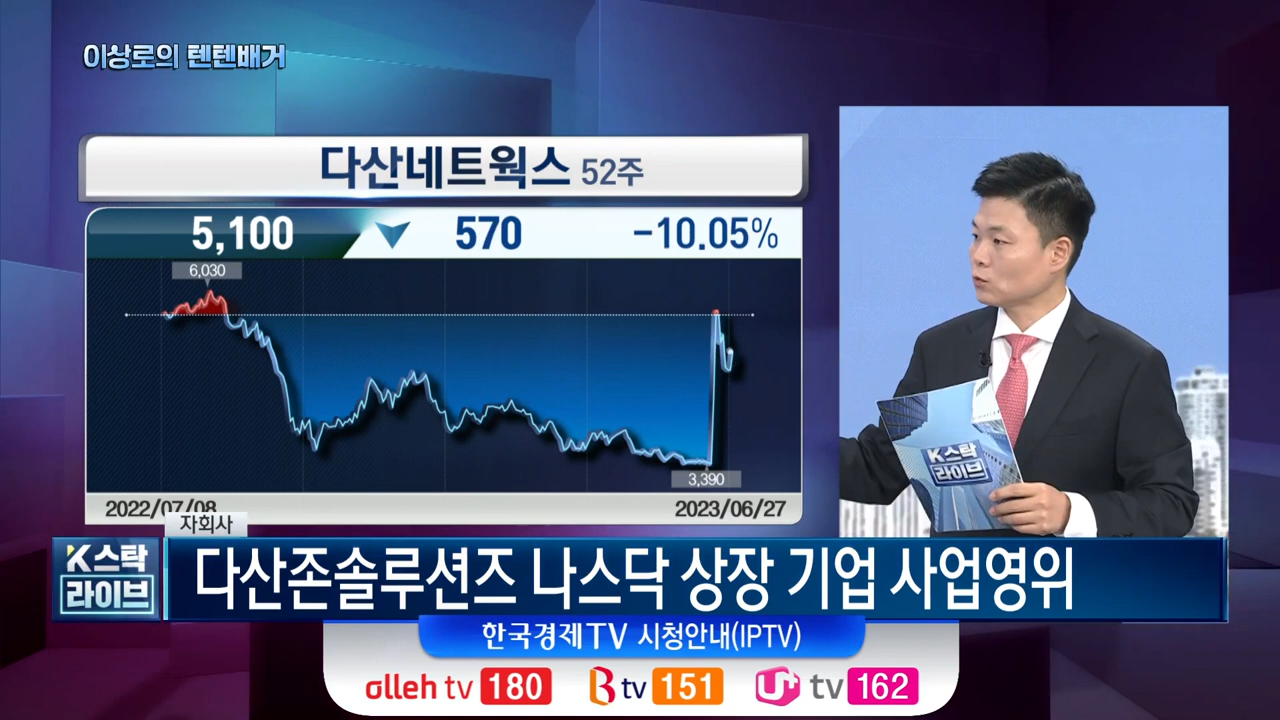 이상로의 텐텐배거
다산네트웍스 52주
5,100 570 -10.05%
6,030
3,390
2022/07/08 2023/06/27
K스탁
라이브
자회사
K스탁
라이브
다산존솔루션즈 나스닥 상장 기업 사업영위
한국경제TV 시청안내(IPTV)
olleh tv 180 B tv 151 U+ tv 162